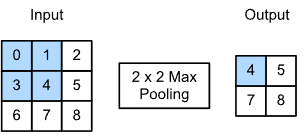 Input
Output
0 1 2
3 4 5
6 7 8
2 x 2 Max
Pooling
4 5
7 8